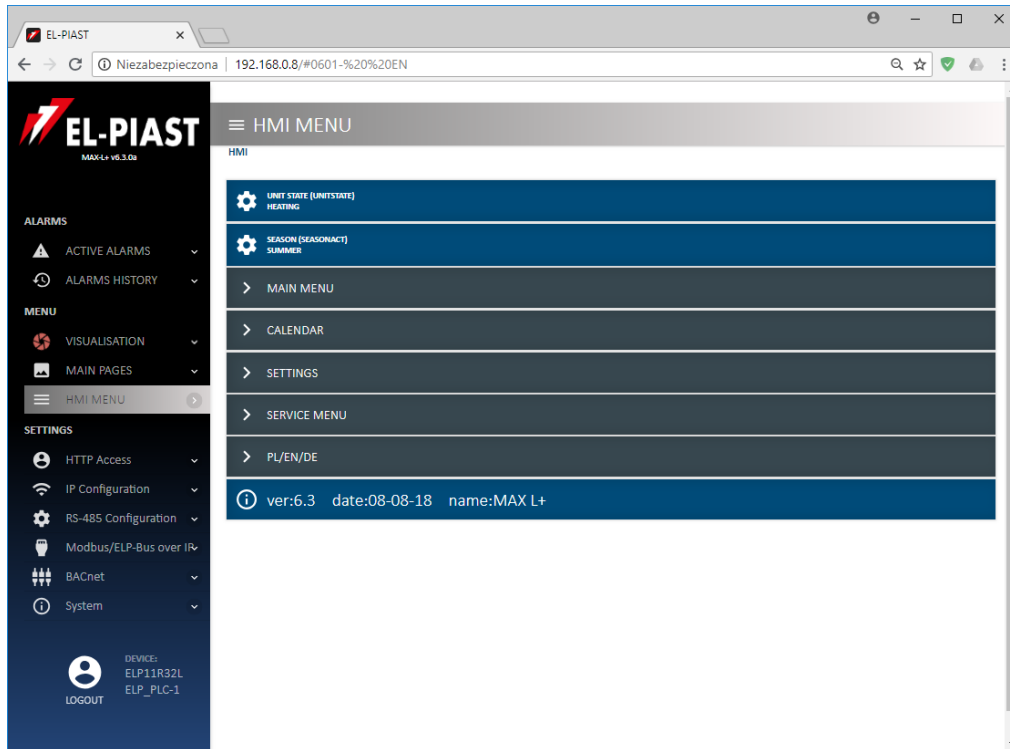 EL-PIAST
Niezabezpieczona
192.168.0.8/#0601-%20%20EN
EL-PIAST
MAX-L+ v6.3.0a
ALARMS
ACTIVE ALARMS
ALARMS HISTORY
MENU
VISUALISATION
MAIN PAGES
HMI MENU
SETTINGS
HTTP Access
IP Configuration
RS-485 Configuration
Modbus/ELP-Bus over IP
BACnet
System
LOGOUT
DEVICE:
ELP11R32L
ELP_PLC-1
HMI MENU
HMI
UNIT STATE (UNITSTATE)
HEATING
SEASON (SEASONACT)
SUMMER
MAIN MENU
CALENDAR
SETTINGS
SERVICE MENU
PL/EN/DE
ver:6.3 date:08-08-18 name:MAX L+